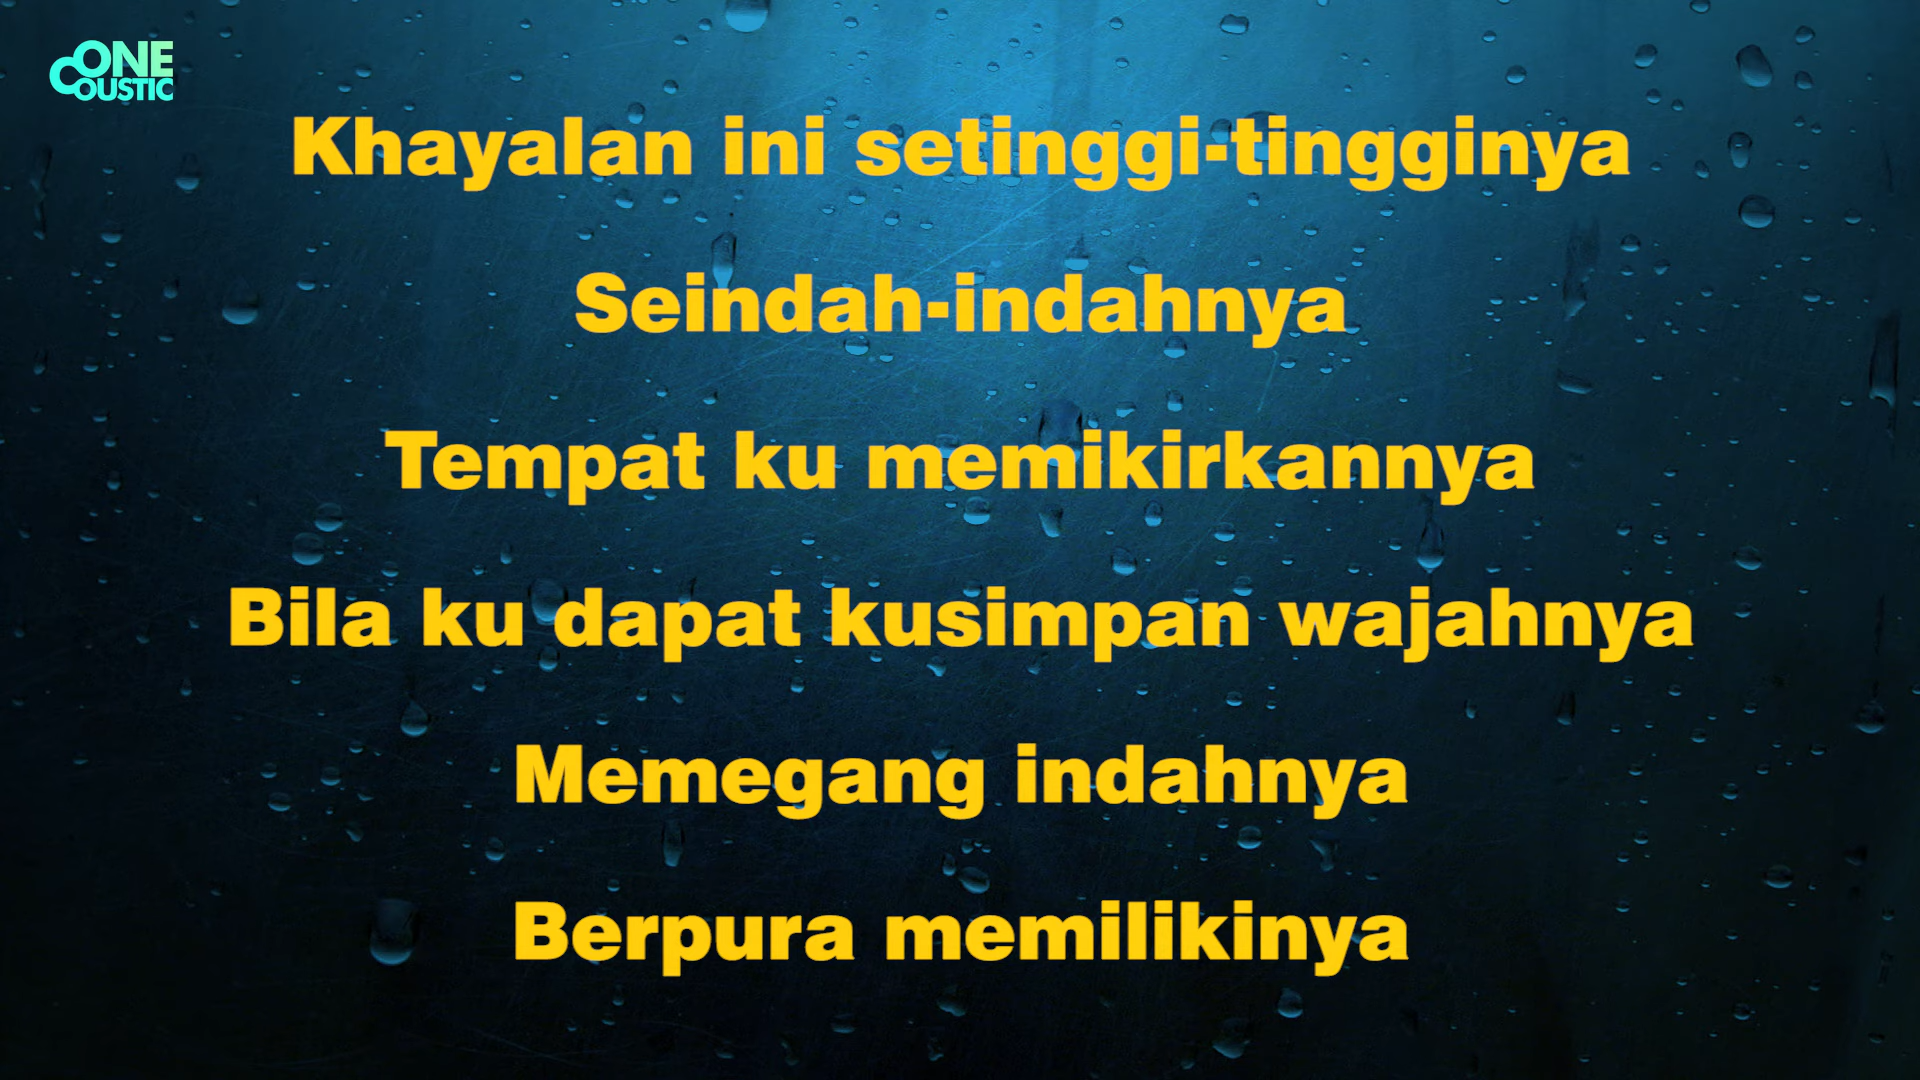 ONE
COUSTIC
Khayalan ini setinggi-tingginya
Seindah-indahnya
Tempat ku memikirkannya
Bila ku dapat kusimpan wajahnya
Memegang indahnya
Berpura memilikinya